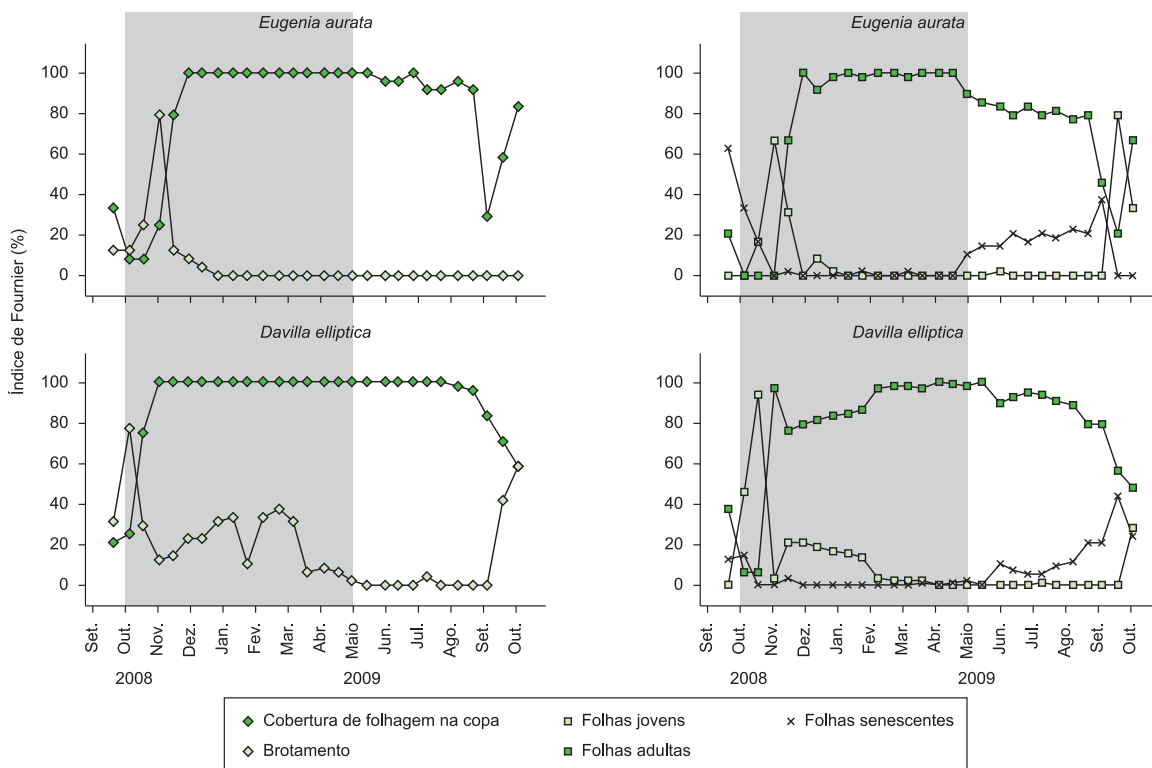 Eugenia aurata
Eugenia aurata
100
80
60
40
20
0
100
80
60
40
20
0
Índice de Fournier (%)
Davilla elliptica
Davilla elliptica
100
80
60
40
20
0
100
80
60
40
20
0
Set. Out. Nov. Dez. Jan. Fev. Mar. Abr. Maio Jun. Jul. Ago. Set. Out.
Set. Out. Nov. Dez. Jan. Fev. Mar. Abr. Maio Jun. Jul. Ago. Set. Out.
2008 2009
2008 2009
Cobertura de folhagem na copa Folhas jovens Folhas senescentes
Brotamento Folhas adultas